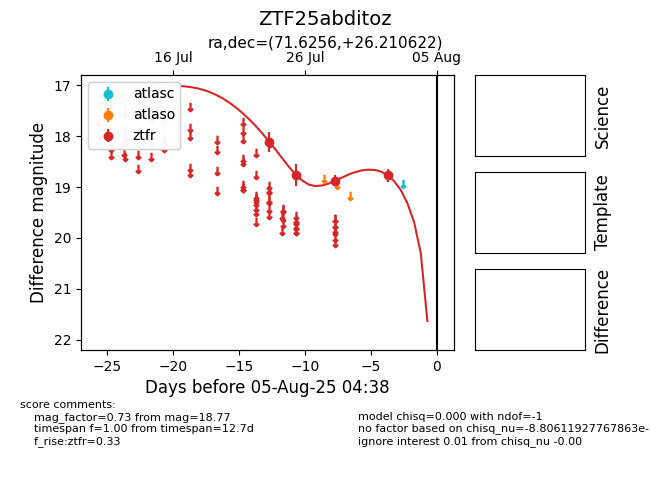 ZTF25abditoz
ra,dec=(71.6256,+26.210622)
16 Jul
26 Jul
05 Aug
atlasc
atlaso
ztfr
17
18
19
20
21
22
Difference magnitude
−25
−20
−15
−10
−5
0
Days before 05-Aug-25 04:38
Science
Template
Difference
score comments:
mag_factor=0.73 from mag=18.77
timespan f=1.00 from timespan=12.7d
f_rise:ztfr=0.33
model chisq=0.000 with ndof=-1
no factor based on chisq_nu=-8.80611927767863e-
ignore interest 0.01 from chisq_nu -0.00